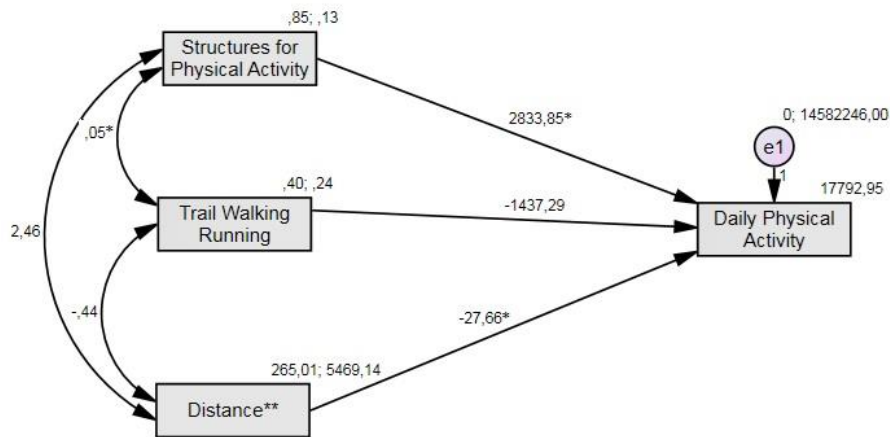 ,85; ,13
Structures for
Physical Activity
2833,85*
0; 14582246,00
e1
1
,05*
,40; ,24
17792,95
Trail Walking
Running
-1437,29
Daily Physical
Activity
2,46
-,44
-27,66*
265,01; 5469,14
Distance**